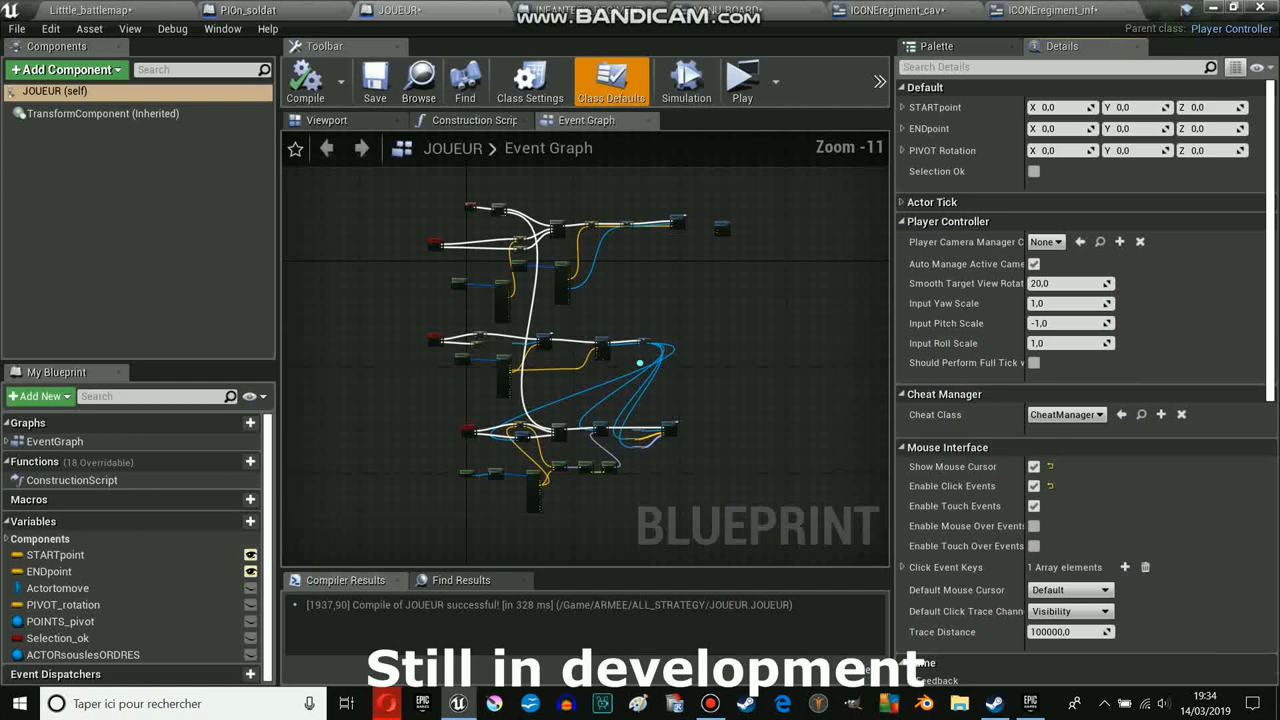 Little_battlemap*
PIOn_soldat
JOUEUR*
ICONEregiment_cav*
ICONEregiment_inf*
www.BANDICAM.com
File Edit Asset View Debug Window Help
Parent class: Player Controller
Components
Toolbar
Palette
Details
+ Add Component
Search
Search Details
JOUEUR (self)
TransformComponent (Inherited)
Compile Save Browse Find Class Settings Class Defaults Simulation Play
Viewport
Construction Scrip
Event Graph
JOUEUR > Event Graph
Zoom -11
BLUEPRINT
Default
STARTpoint X 0,0 Y 0,0 Z 0,0
ENDpoint X 0,0 Y 0,0 Z 0,0
PIVOT Rotation X 0,0 Y 0,0 Z 0,0
Selection Ok
Actor Tick
Player Controller
Player Camera Manager C None
Auto Manage Active Came
Smooth Target View Rotat 20,0
Input Yaw Scale 1,0
Input Pitch Scale -1,0
Input Roll Scale 1,0
Should Perform Full Tick v
Cheat Manager
Cheat Class CheatManager
Mouse Interface
Show Mouse Cursor
Enable Click Events
Enable Touch Events
Enable Mouse Over Events
Enable Touch Over Events
Click Event Keys 1 Array elements
Default Mouse Cursor Default
Default Click Trace Chann Visibility
Trace Distance 100000,0
Feedback
My Blueprint
+ Add New
Search
Graphs
EventGraph
Functions (18 Overridable)
ConstructionScript
Macros
Variables
Components
STARTpoint
ENDpoint
Actortomove
PIVOT_rotation
POINTS_pivot
Selection_ok
ACTORsouslesORDRES
Event Dispatchers
Compiler Results
Find Results
[1937,90] Compile of JOUEUR successful! [in 328 ms] (/Game/ARMEE/ALL_STRATEGY/JOUEUR.JOUEUR)
Still in development
Taper ici pour rechercher
19:34
14/03/2019